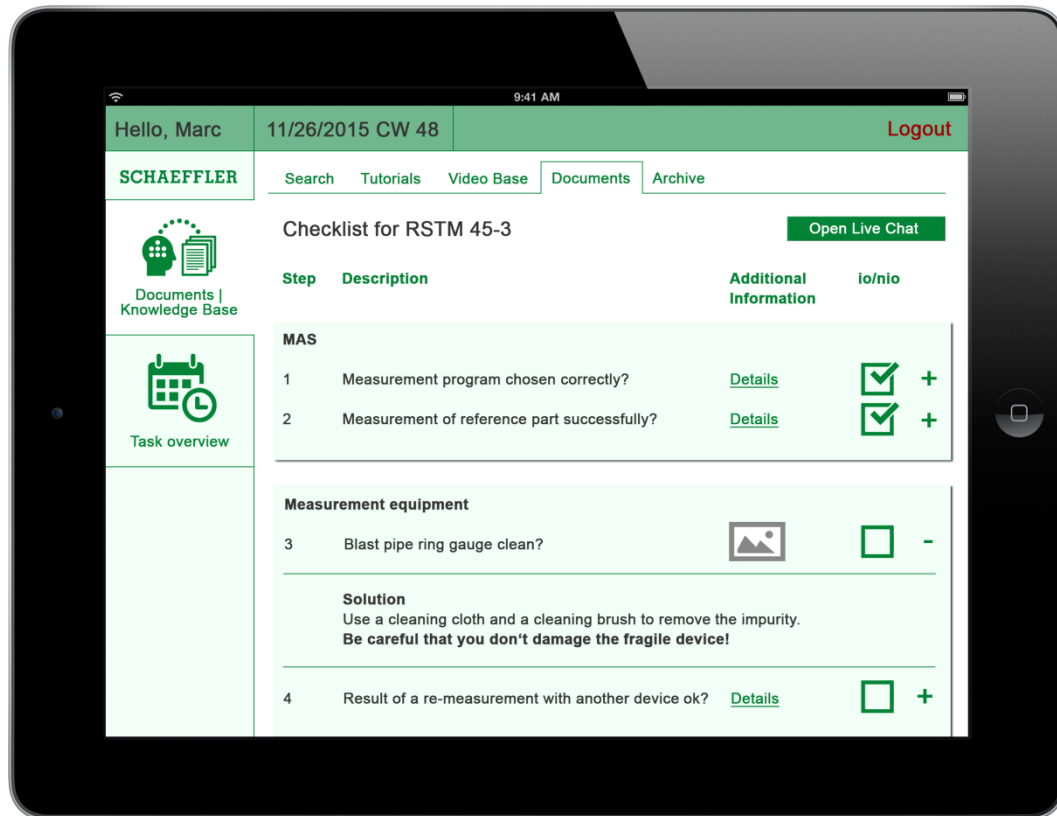 9:41 AM
Hello, Marc
11/26/2015 CW 48
Logout
SCHAEFFLER
Search
Tutorials
Video Base
Documents
Archive
Checklist for RSTM 45-3
Open Live Chat
Documents |
Knowledge Base
Step
Description
Additional
Information
io/nio
MAS
1 Measurement program chosen correctly? Details +
2 Measurement of reference part successfully? Details +
Task overview
Measurement equipment
3 Blast pipe ring gauge clean? -
Solution
Use a cleaning cloth and a cleaning brush to remove the impurity.
Be careful that you don‘t damage the fragile device!
4 Result of a re-measurement with another device ok? Details +